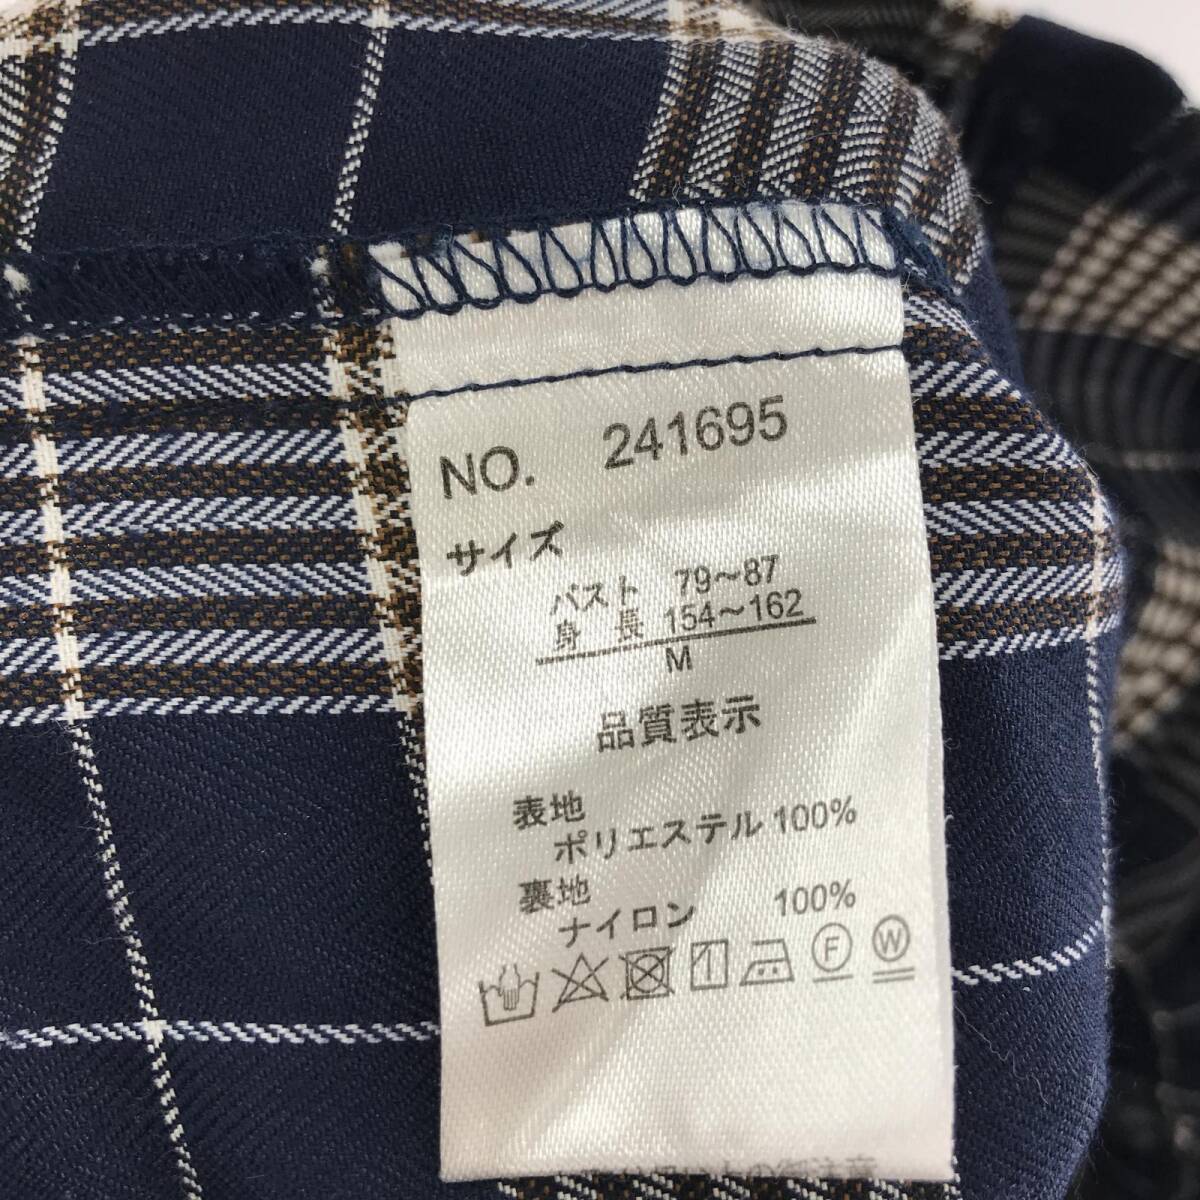 NO. 241695
サイズ
バスト 79～87
身長 154～162
M
品質表示
表地
ポリエステル 100%
裏地
ナイロン 100%
F W